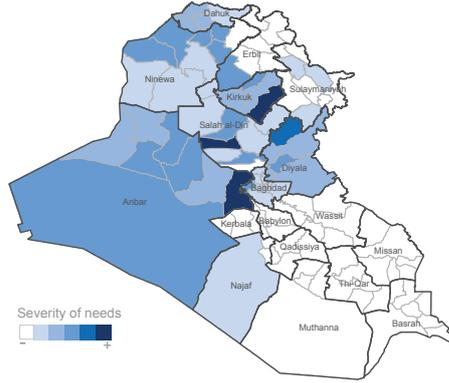 Dahuk
Erbil
Ninewa
Sulaymaniyah
Kirkuk
Salah al-Din
Diyala
Baghdad
Anbar
Wassit
Kerbala
Babylon
Qadissiya
Missan
Najaf
Thi-Qar
Muthanna
Basrah
Severity of needs
- +